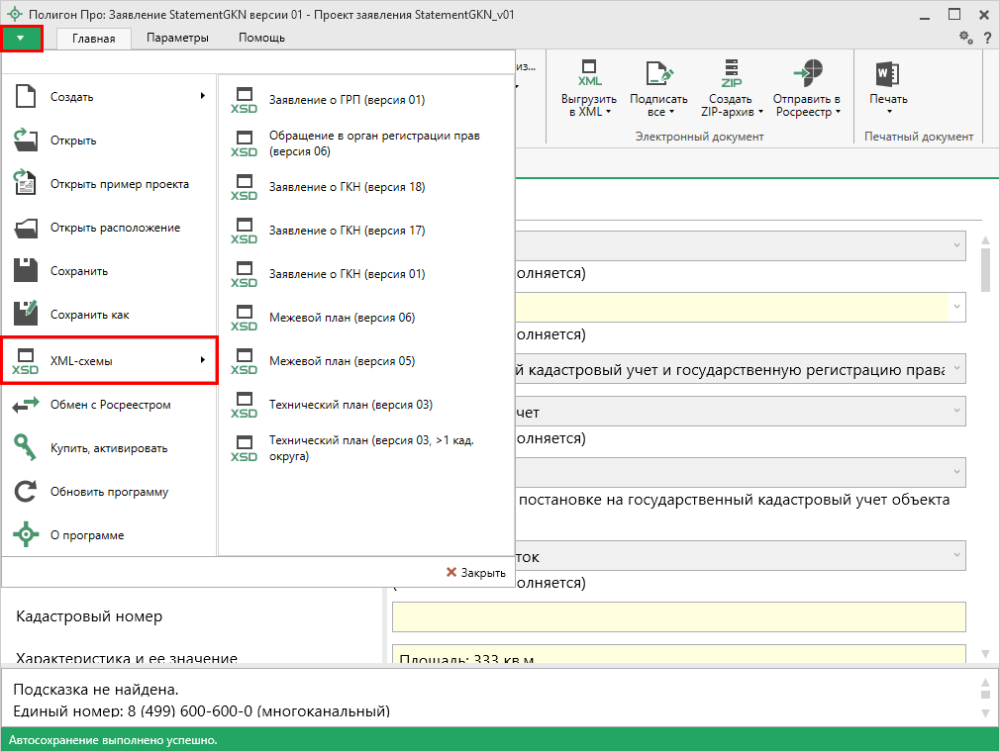 Полигон Про: Заявление StatementGKN версии 01 - Проект заявления StatementGKN_v01
Главная
Параметры
Помощь
?
Создать
Открыть
Открыть пример проекта
Открыть расположение
Сохранить
Сохранить как
XSD XML-схемы
Обмен с Росреестром
Купить, активировать
Обновить программу
О программе
XSD Заявление о ГРП (версия 01)
XSD Обращение в орган регистрации прав
(версия 06)
XSD Заявление о ГКН (версия 18)
XSD Заявление о ГКН (версия 17)
XSD Заявление о ГКН (версия 01)
XSD Межевой план (версия 06)
XSD Межевой план (версия 05)
XSD Технический план (версия 03)
XSD Технический план (версия 03, >1 кад.
округа)
Закрыть
из...
XML
Выгрузить
в XML
Подписать
все
ZIP
Создать
ZIP-архив
Отправить в
Росреестр
Электронный документ
W
Печать
Печатный документ
олняется)
олняется)
й кадастровый учет и государственную регистрацию права
чет
олняется)
постановке на государственный кадастровый учет объекта
ток
олняется)
Кадастровый номер
Характеристика и ее значение
Площадь: 333 кв.м
Подсказка не найдена.
Единый номер: 8 (499) 600-600-0 (многоканальный)
Автосохранение выполнено успешно.